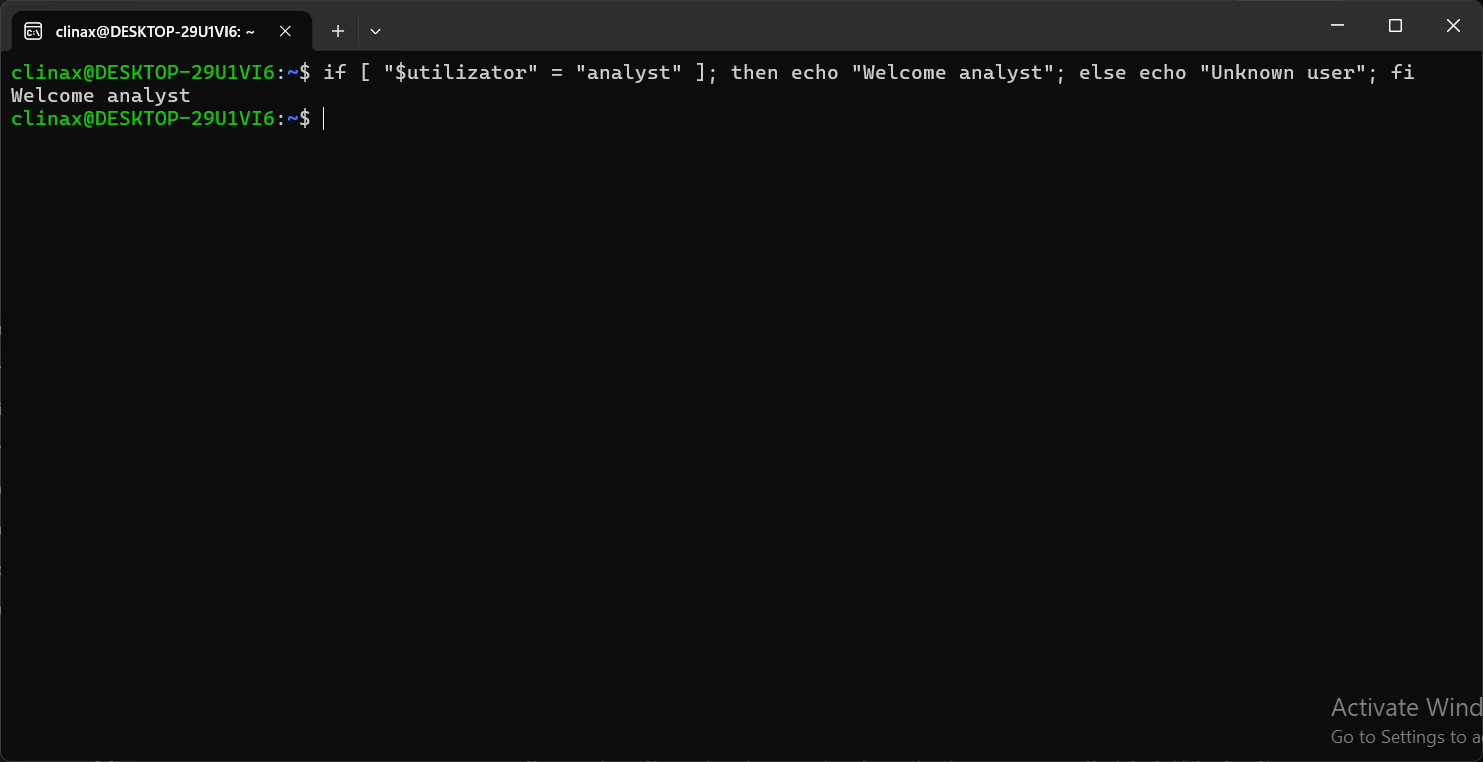 clinax@DESKTOP-29U1VI6: ~
clinax@DESKTOP-29U1VI6:~$ if [ "$utilizator" = "analyst" ]; then echo "Welcome analyst"; else echo "Unknown user"; fi
Welcome analyst
clinax@DESKTOP-29U1VI6:~$
Activate Wind
Go to Settings to a